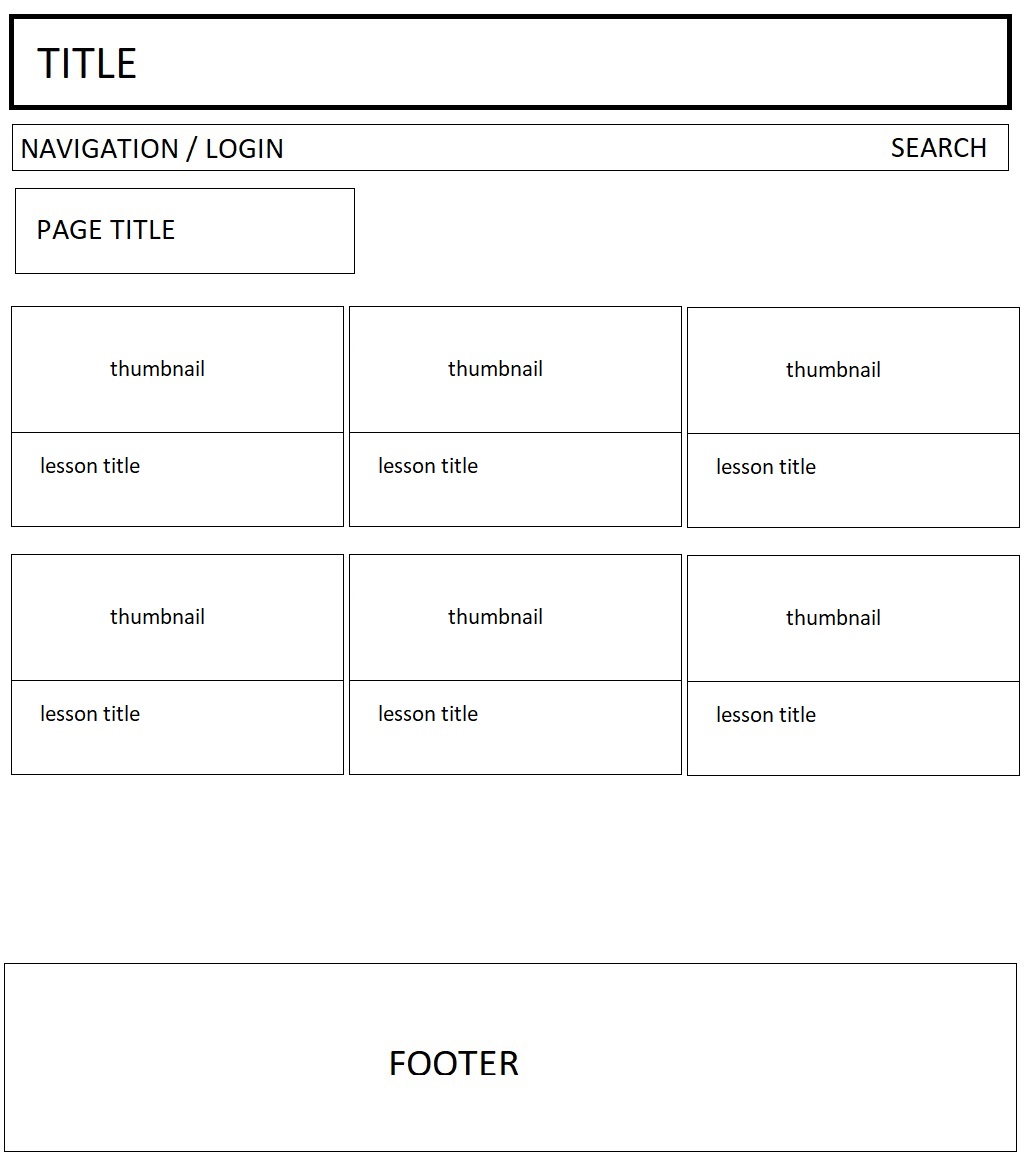 TITLE
NAVIGATION / LOGIN SEARCH
PAGE TITLE
thumbnail thumbnail thumbnail
lesson title lesson title lesson title
thumbnail thumbnail thumbnail
lesson title lesson title lesson title
FOOTER